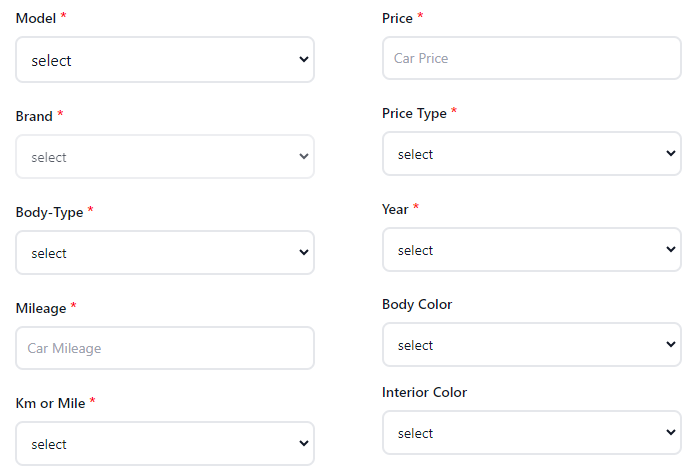 Model *
select
Brand *
select
Body-Type *
select
Mileage *
Car Mileage
Km or Mile *
select
Price *
Car Price
Price Type *
select
Year *
select
Body Color
select
Interior Color
select